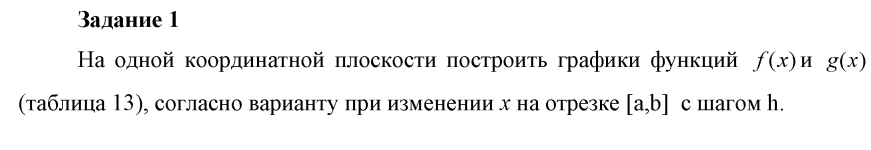 Задание 1
На одной координатной плоскости построить графики функций f(x) и g(x)
(таблица 13), согласно варианту при изменении x на отрезке [a,b] с шагом h.